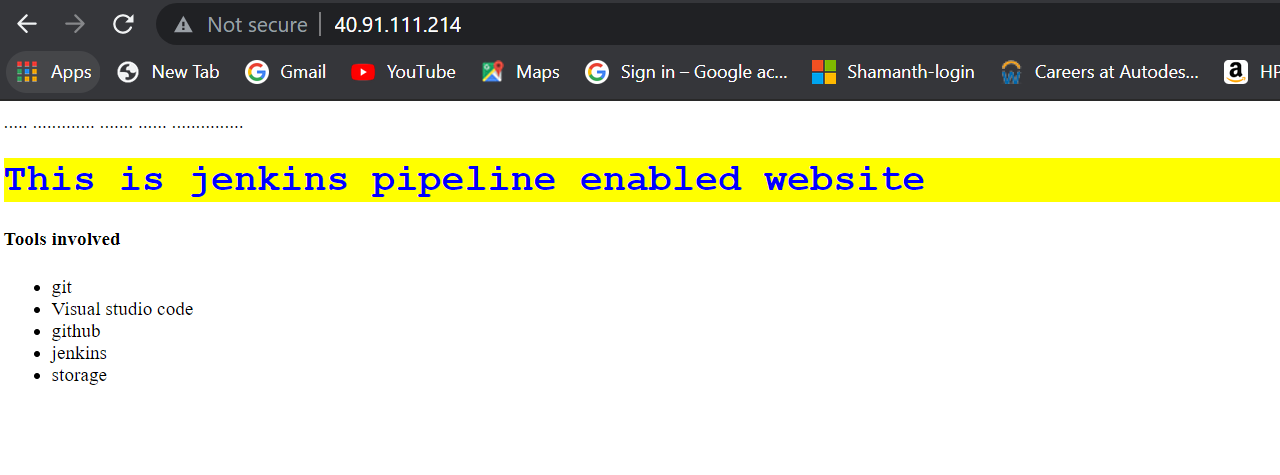 Not secure 40.91.111.214
Apps New Tab Gmail YouTube Maps Sign in – Google ac... Shamanth-login Careers at Autodes... HP
..... ............. ....... ...... ...............
This is jenkins pipeline enabled website
Tools involved
• git
• Visual studio code
• github
• jenkins
• storage